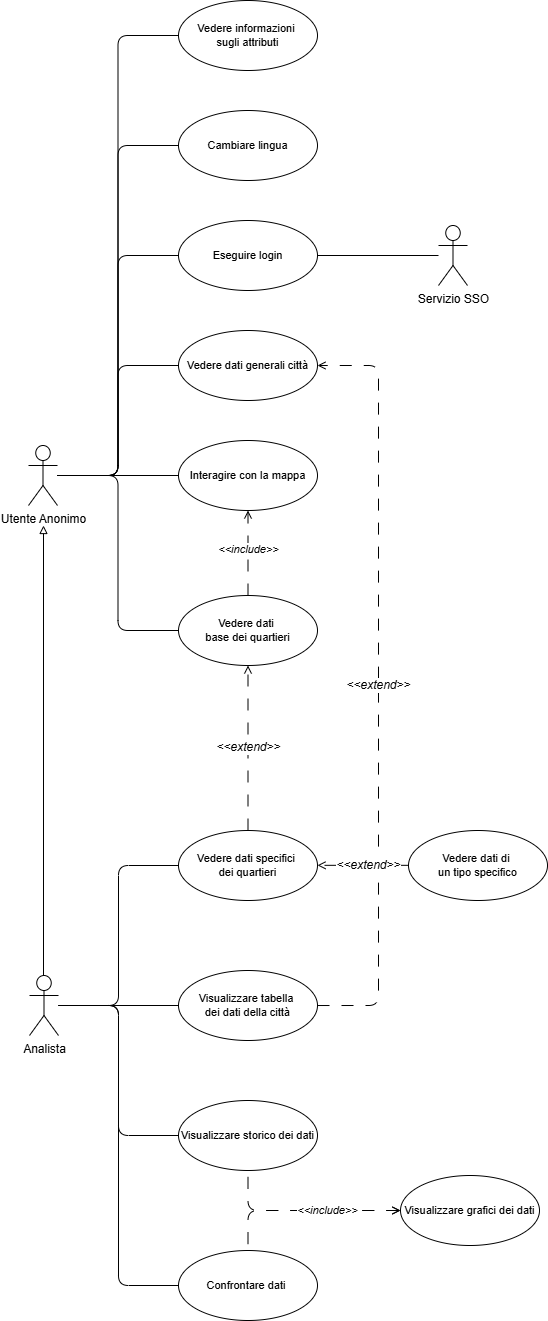 Vedere informazioni
sugli attributi
Cambiare lingua
Eseguire login
Servizio SSO
Vedere dati generali città
Utente Anonimo
Interagire con la mappa
<<include>>
Vedere dati
base dei quartieri
<<extend>>
<<extend>>
Vedere dati specifici
dei quartieri
<<extend>>
Vedere dati di
un tipo specifico
Analista
Visualizzare tabella
dei dati della città
Visualizzare storico dei dati
<<include>>
Visualizzare grafici dei dati
Confrontare dati